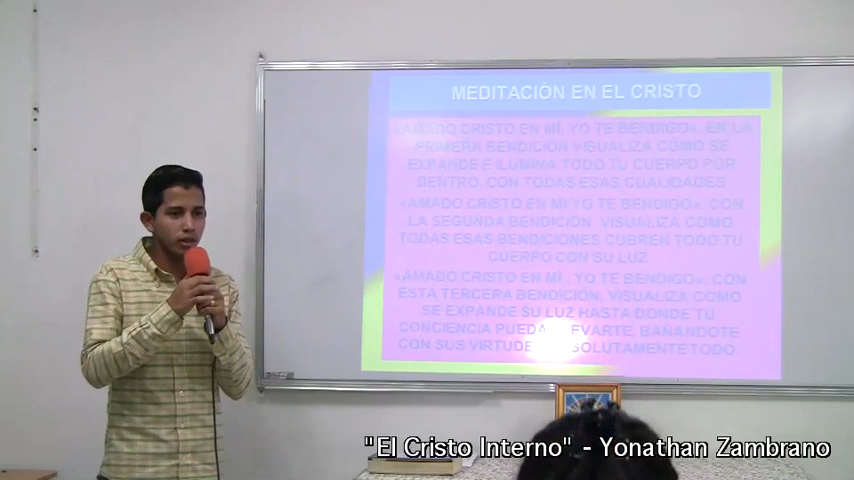 MEDITACIÓN EN EL CRISTO
«AMADO CRISTO EN MÍ, YO TE BENDIGO». EN LA
PRIMERA BENDICIÓN VISUALIZA COMO SE
EXPANDE E ILUMINA TODO TU CUERPO POR
DENTRO, CON TODAS ESAS CUALIDADES
«AMADO CRISTO EN MÍ YO TE BENDIGO», CON
LA SEGUNDA BENDICIÓN, VISUALIZA COMO
TODAS ESAS BENDICIONES CUBREN TODO TU
CUERPO CON SU LUZ
«AMADO CRISTO EN MÍ, YO TE BENDIGO», CON
ESTA TERCERA BENDICIÓN, VISUALIZA COMO
SE EXPANDE SU LUZ HASTA DONDE TU
CONCIENCIA PUEDA LLEVARTE, BAÑANDOTE
CON SUS VIRTUDES ABSOLUTAMENTE TODO.
"El Cristo Interno" - Yonathan Zambrano